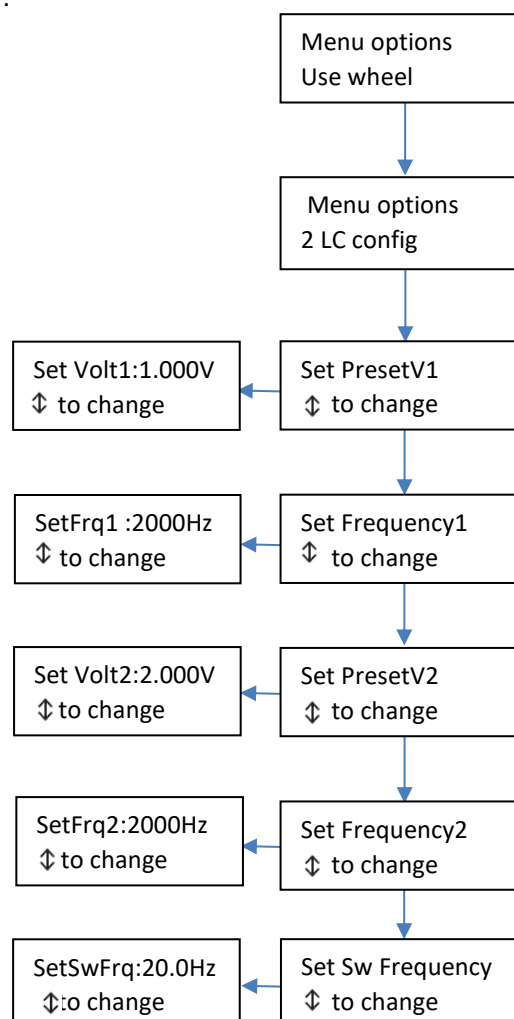 .
Menu options
Use wheel
Menu options
2 LC config
Set Volt1:1.000V
↕ to change
Set PresetV1
↕ to change
SetFrq1 :2000Hz
↕ to change
Set Frequency1
↕ to change
Set Volt2:2.000V
↕ to change
Set PresetV2
↕ to change
SetFrq2:2000Hz
↕ to change
Set Frequency2
↕ to change
SetSwFrq:20.0Hz
↕ to change
Set Sw Frequency
↕ to change